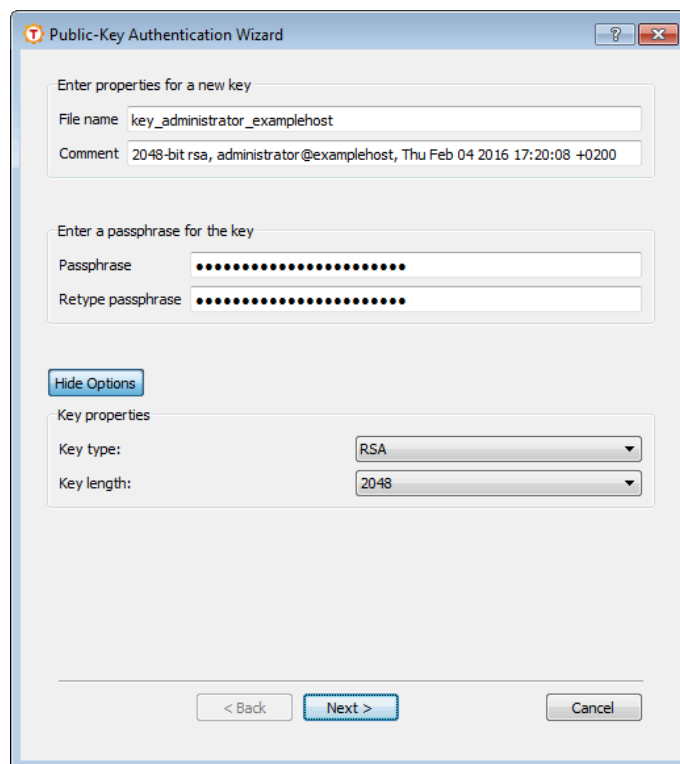 Public-Key Authentication Wizard
Enter properties for a new key
File name key_administrator_examplehost
Comment 2048-bit rsa, administrator@examplehost, Thu Feb 04 2016 17:20:08 +0200
Enter a passphrase for the key
Passphrase ●●●●●●●●●●●●●●●●●●●●●●●
Retype passphrase ●●●●●●●●●●●●●●●●●●●●●●●
Hide Options
Key properties
Key type: RSA
Key length: 2048
< Back Next > Cancel